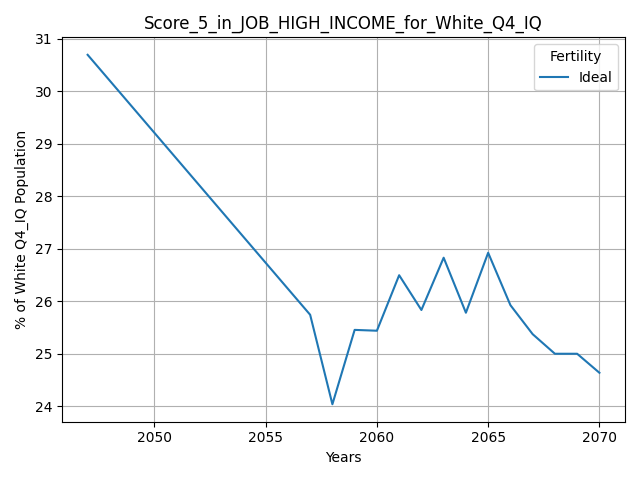 Score_5_in_JOB_HIGH_INCOME_for_White_Q4_IQ
% of White Q4_IQ Population
31
30
29
28
27
26
25
24
Fertility
Ideal
2050
2055
2060
2065
2070
Years